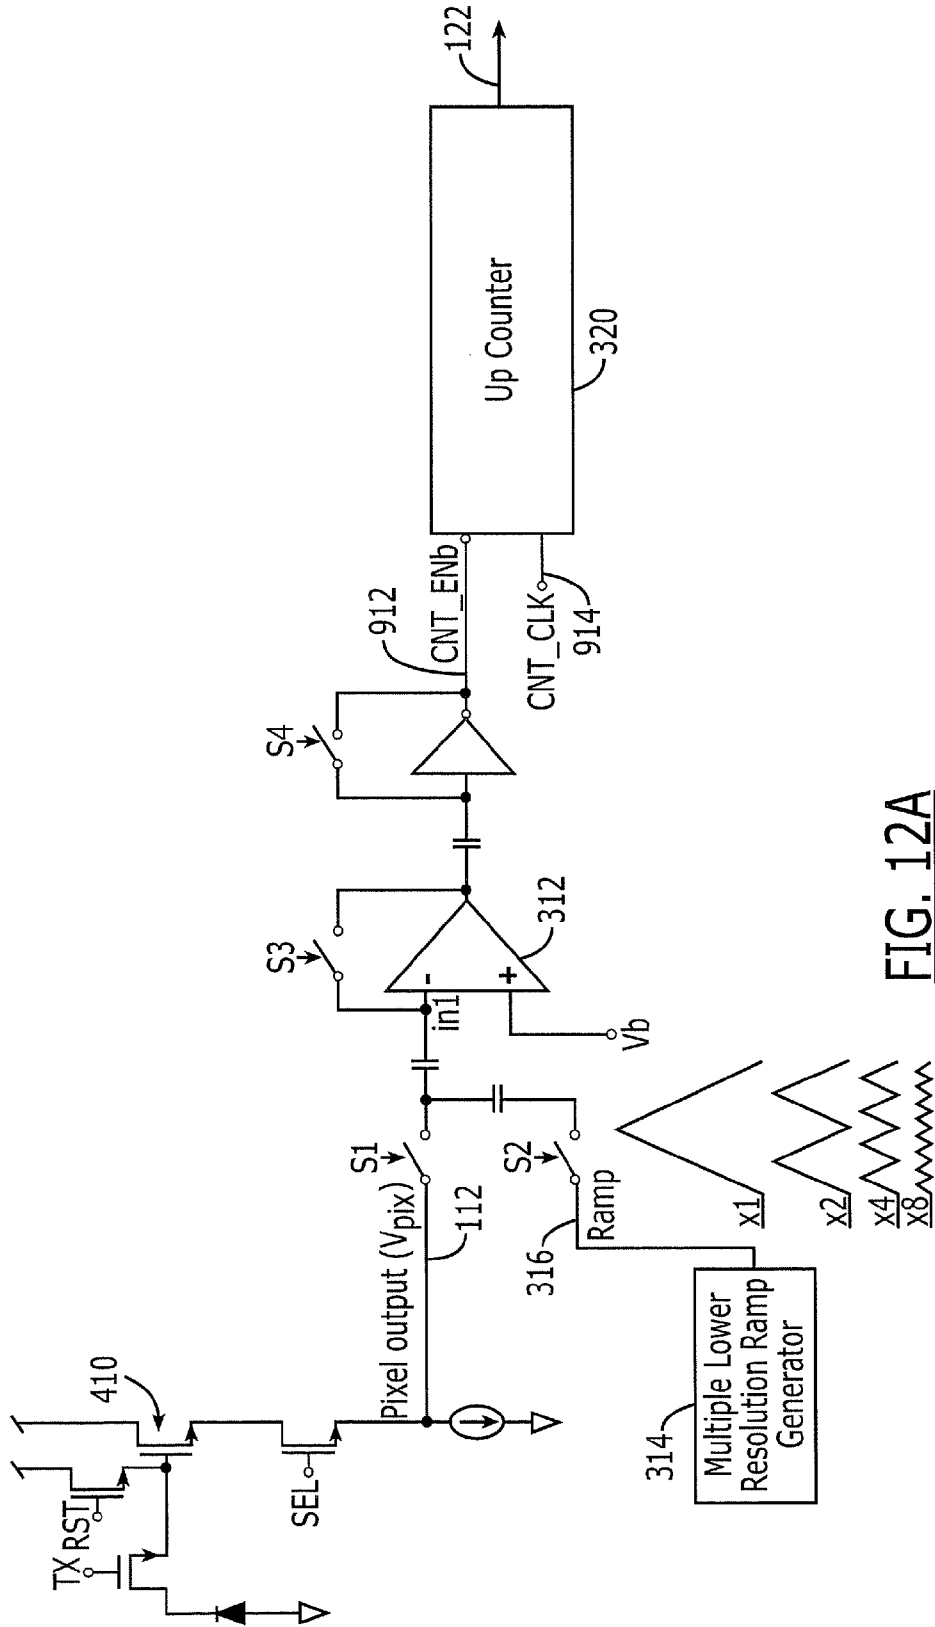 TX
RST
410
SEL
Pixel output (Vpix)
112
S1
S2
316
Ramp
314
Multiple Lower
Resolution Ramp
Generator
x1
x2
x4
x8
in1
-
+
Vb
312
S3
S4
912
CNT_ENb
CNT_CLK
914
Up Counter
320
122
FIG. 12A